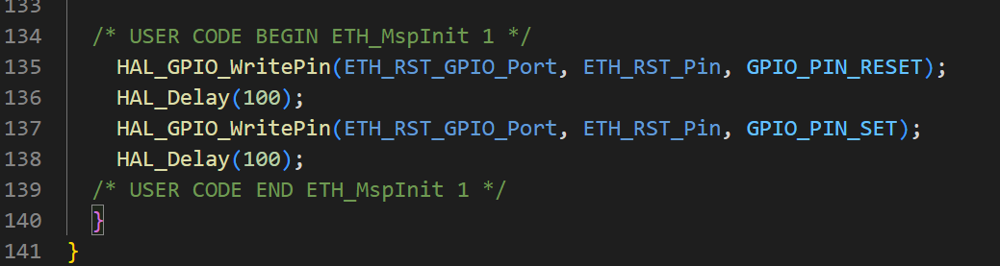 133
134 /* USER CODE BEGIN ETH_MspInit 1 */
135 HAL_GPIO_WritePin(ETH_RST_GPIO_Port, ETH_RST_Pin, GPIO_PIN_RESET);
136 HAL_Delay(100);
137 HAL_GPIO_WritePin(ETH_RST_GPIO_Port, ETH_RST_Pin, GPIO_PIN_SET);
138 HAL_Delay(100);
139 /* USER CODE END ETH_MspInit 1 */
140 }
141 }